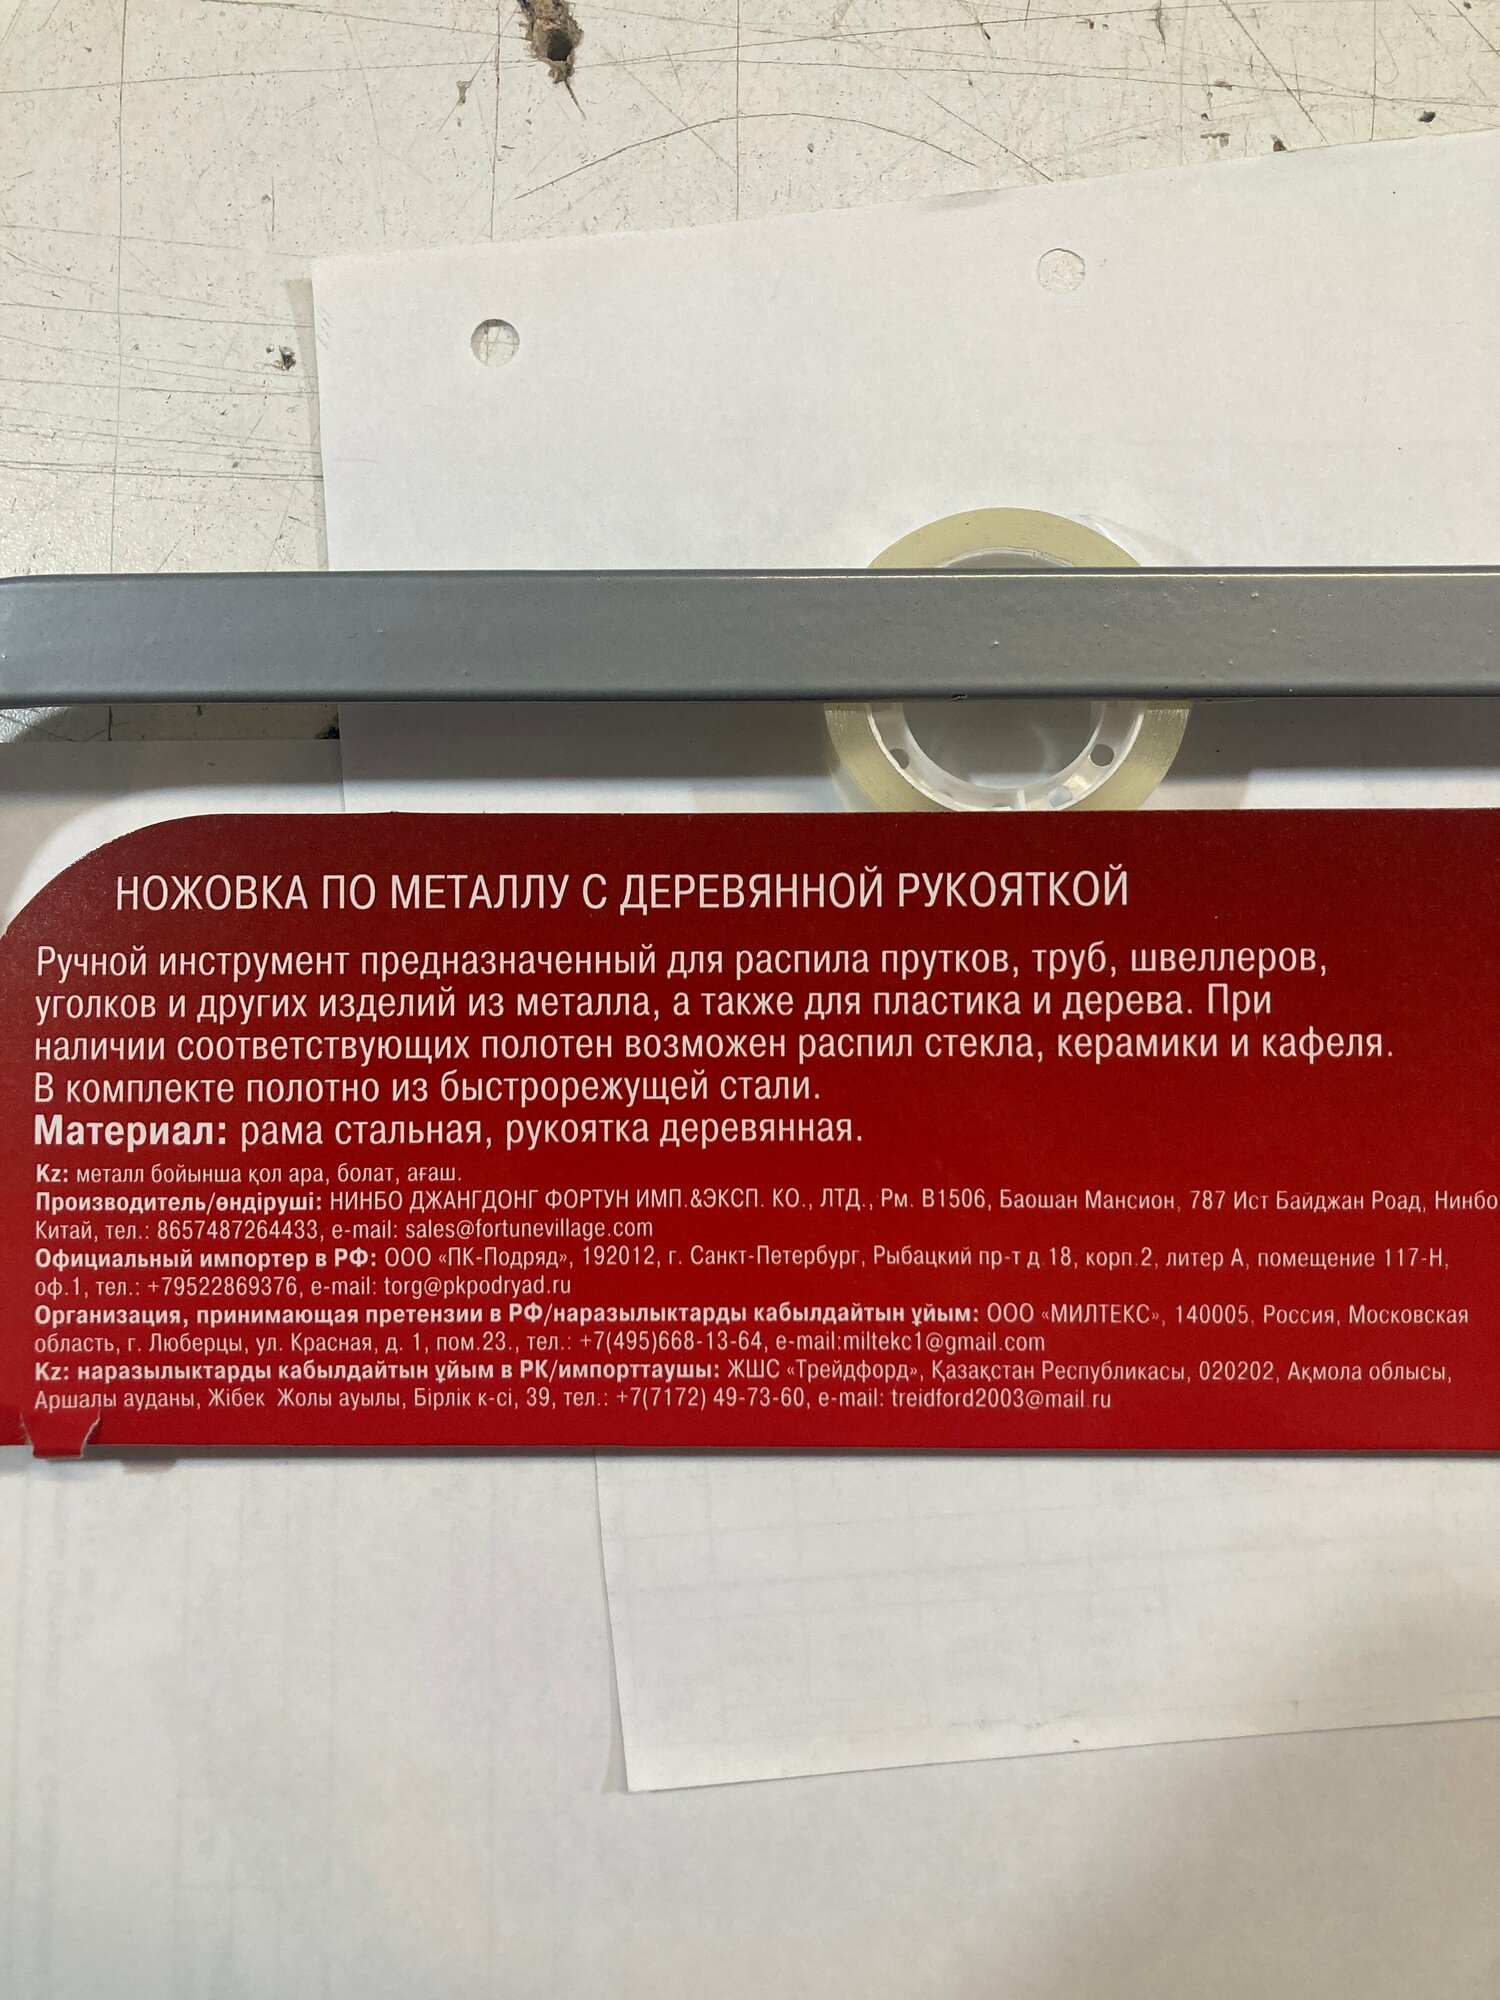 НОЖОВКА ПО МЕТАЛЛУ С ДЕРЕВЯННОЙ РУКОЯТКОЙ
Ручной инструмент предназначенный для распила прутков, труб, швеллеров,
уголков и других изделий из металла, а также для пластика и дерева. При
наличии соответствующих полотен возможен распил стекла, керамики и кафеля.
В комплекте полотно из быстрорежущей стали.
Материал: рама стальная, рукоятка деревянная.
Kz: металл бойынша қол ара, болат, ағаш.
Производитель/өндіруші: НИНБО ДЖАНГДОНГ ФОРТУН ИМП.&ЭКСП. КО., ЛТД., Рм. В1506, Баошан Мансион, 787 Ист Байджан Роад, Нинбо
Китай, тел.: 8657487264433, e-mail: sales@fortunevillage.com
Официальный импортер в РФ: ООО «ПК-Подряд», 192012, г. Санкт-Петербург, Рыбацкий пр-т д.18, корп.2, литер А, помещение 117-Н,
оф.1, тел.: +79522869376, e-mail: torg@pkpodryad.ru
Организация, принимающая претензии в РФ/наразылыктарды кабылдайтын ұйым: ООО «МИЛТЕКС», 140005, Россия, Московская
область, г. Люберцы, ул. Красная, д. 1, пом.23., тел.: +7(495)668-13-64, e-mail:miltekc1@gmail.com
Kz: наразылыктарды кабылдайтын ұйым в РК/импорттаушы: ЖШС «Трейдфорд», Қазақстан Республикасы, 020202, Ақмола облысы,
Аршалы ауданы, Жібек Жолы ауылы, Бірлік к-сі, 39, тел.: +7(7172) 49-73-60, e-mail: treidford2003@mail.ru